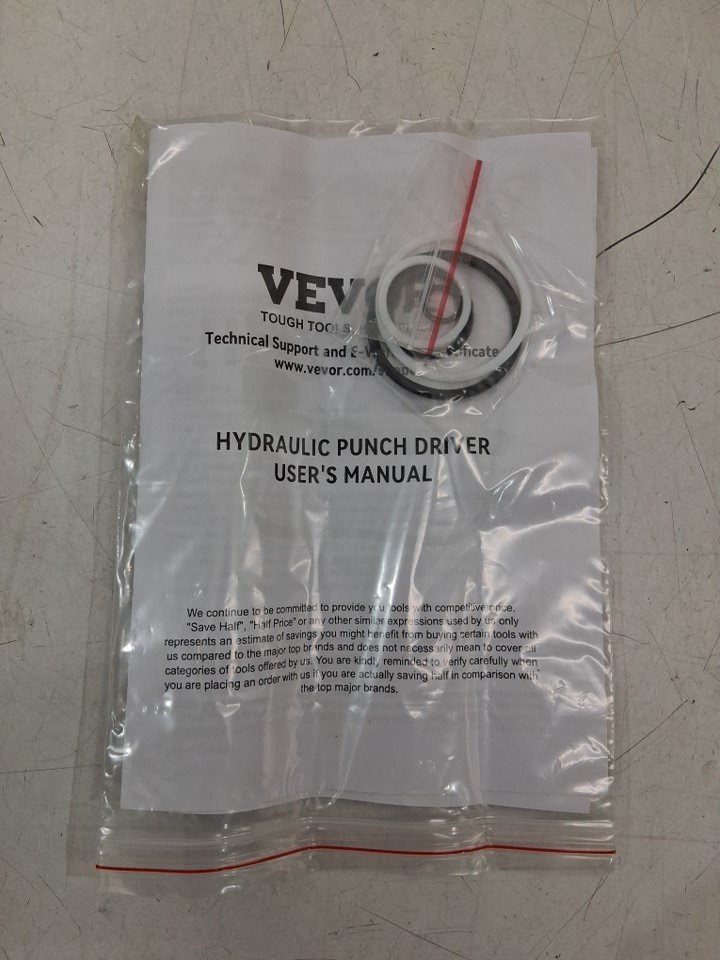 VEVOR
TOUGH TOOLS,
Technical Support and
www.vevor.com/support
HYDRAULIC PUNCH DRIVER
USER'S MANUAL
We continue to be committed to provide you tools with competitive price.
"Save Half", "Half Price" or any other similar expressions used by us only
represents an estimate of savings you might benefit from buying certain tools with
us compared to the major top brands and does not necessarily mean to cover all
categories of tools offered by us. You are kindly reminded to verify carefully when
you are placing an order with us if you are actually saving half in comparison with
the top major brands.